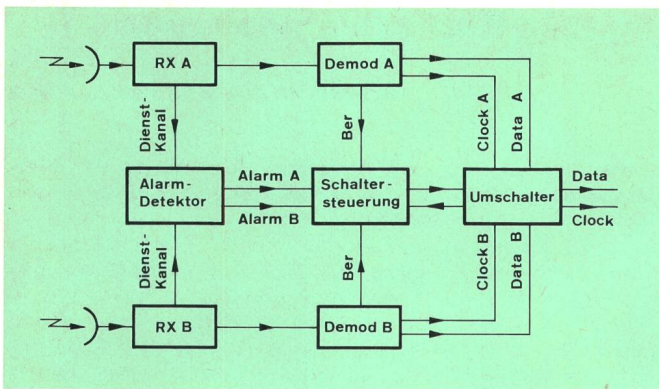 RX A
Demod A
Dienst-
Kanal
Ber
Clock A
Data A
Alarm-
Detektor
Alarm A
Alarm B
Schalter-
steuerung
Umschalter
Data
Clock
Dienst-
Kanal
Ber
Clock B
Data B
RX B
Demod B